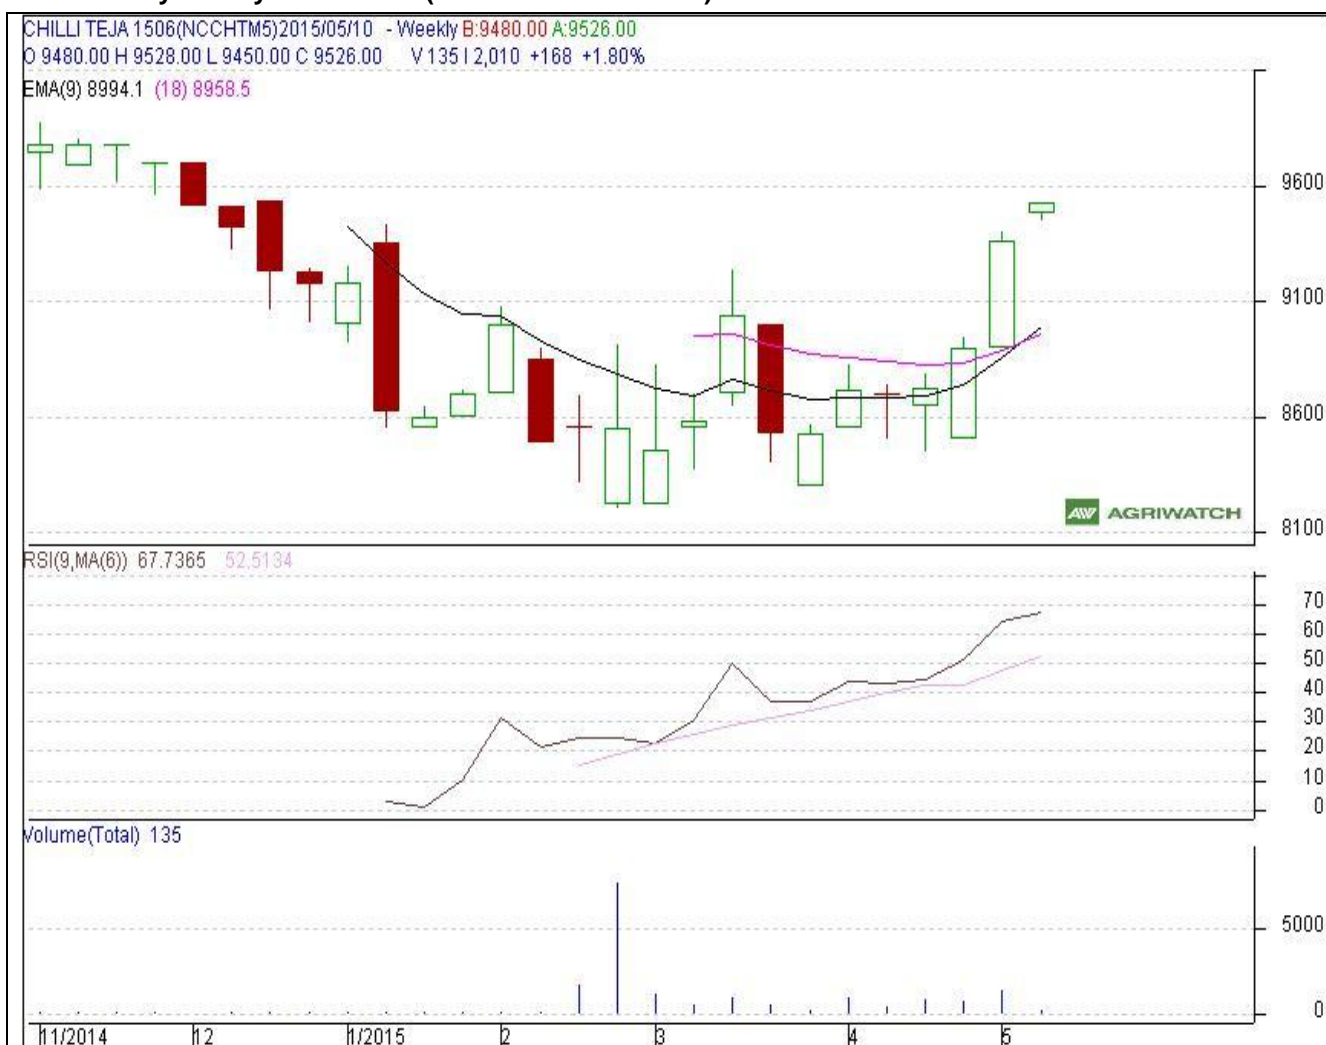 CHILLI TEJA 1506(NCCHTM5)2015/05/10 - Weekly B:9480.00 A:9526.00
O 9480.00 H 9528.00 L 9450.00 C 9526.00 V 135 I 2,010 +168 +1.80%
EMA(9) 8994.1 (18) 8958.5
9600
9100
8600
AW AGRIWATCH
8100
RSI(9,MA(6)) 67.7365 52.5134
70
60
50
40
30
20
10
0
Volume(Total) 135
5000
0
11/2014 12 1/2015 2 3 4 5